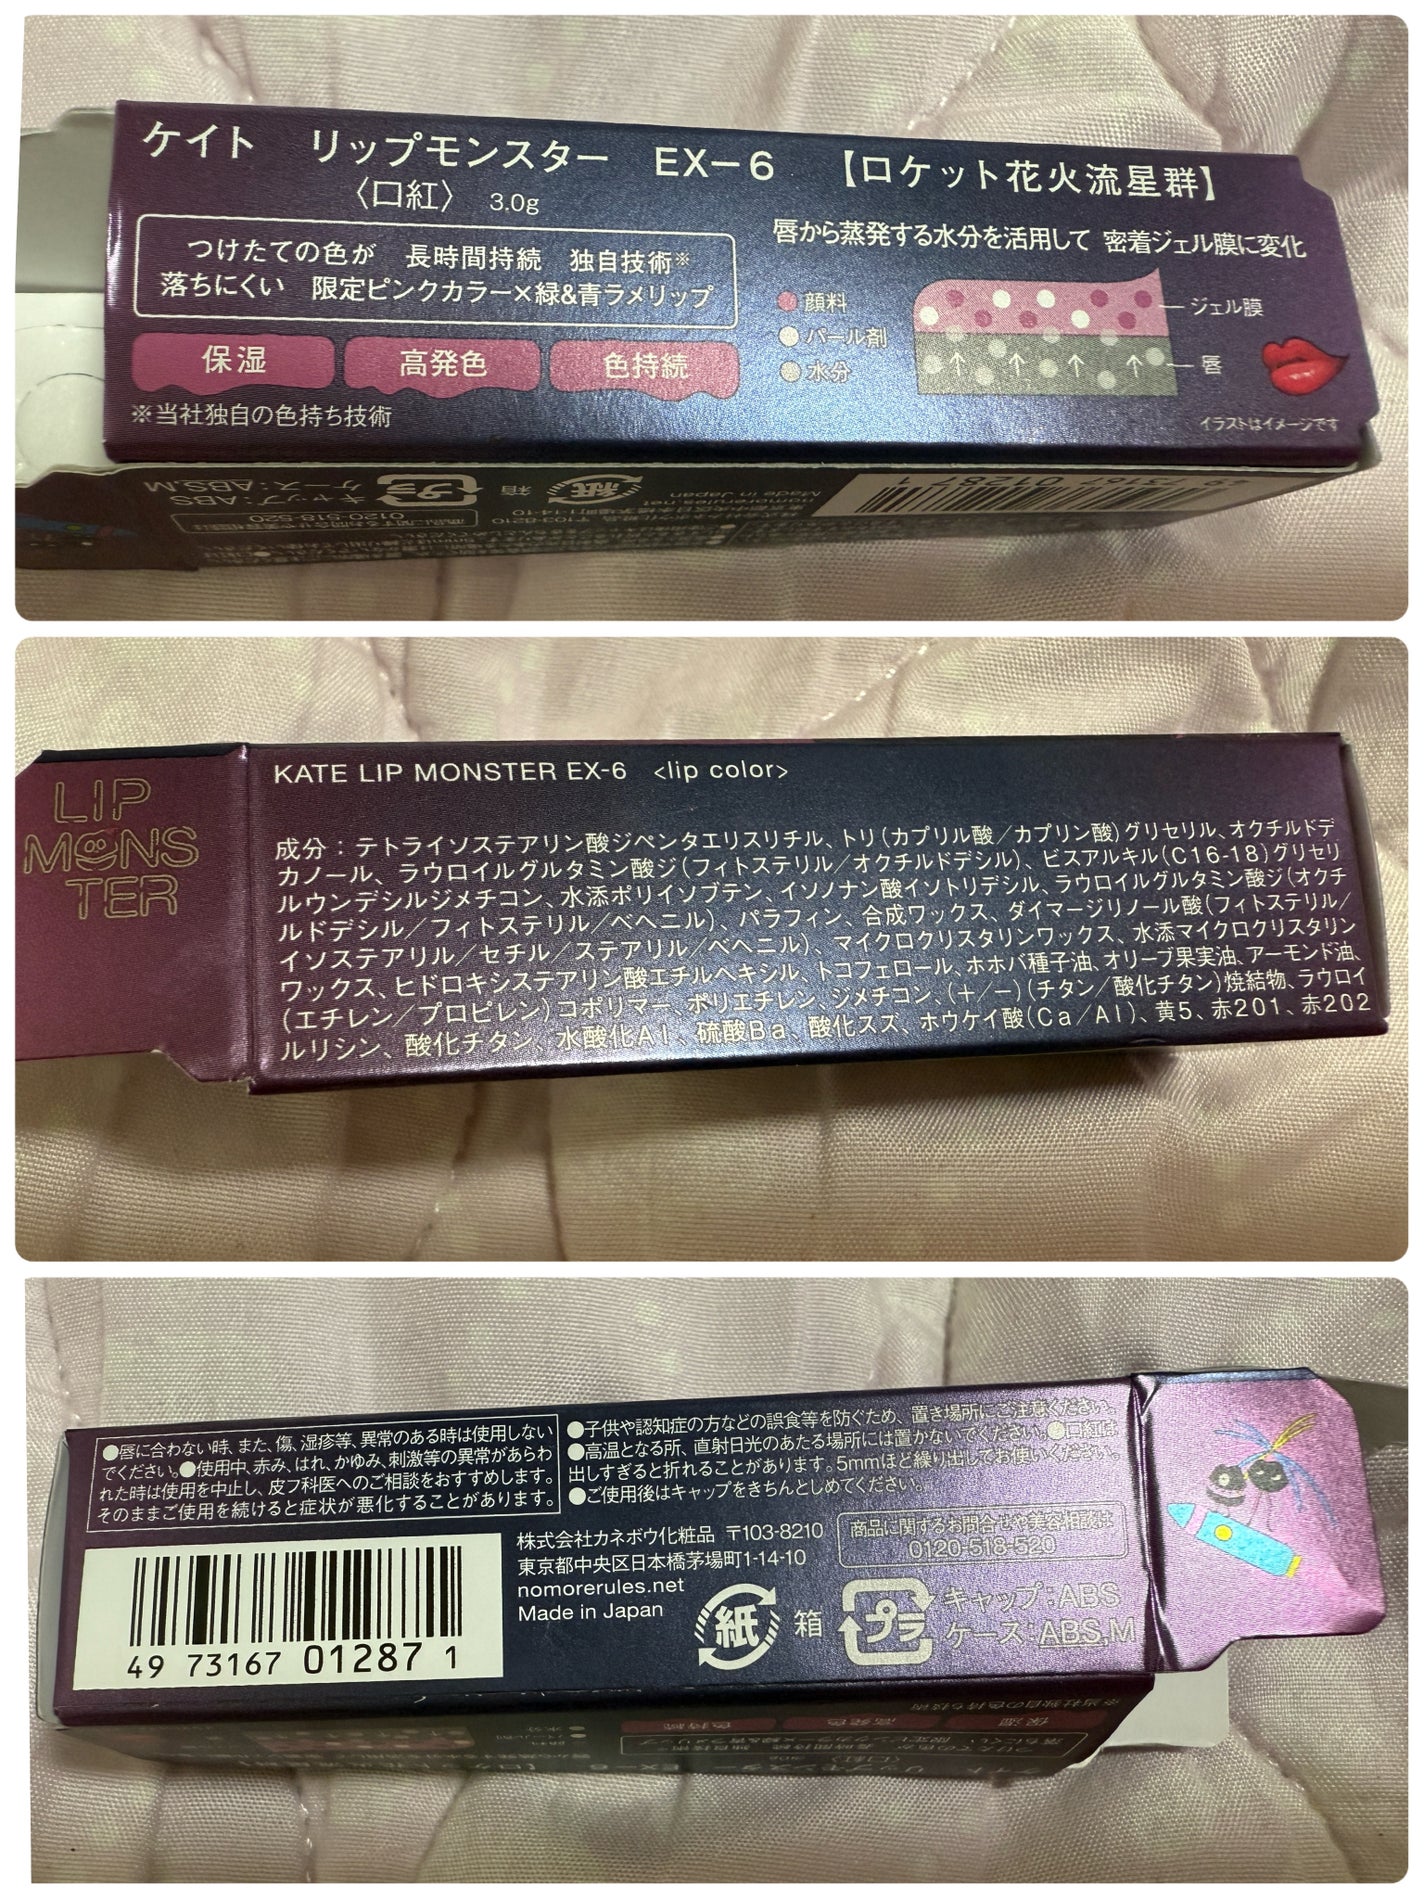 ケイト　リップモンスター　EX−6　【ロケット花火流星群】
〈口紅〉 3.0g
つけたての色が　長時間持続　独自技術※
落ちにくい　限定ピンクカラー×緑&青ラメリップ
保湿
高発色
色持続
※当社独自の色持ち技術
唇から蒸発する水分を活用して 密着ジェル膜に変化
顔料
パール剤
水分
ジェル膜
唇
イラストはイメージです
キャップ：ABS
ケース：ABS,M
プラ
紙
箱
Made in Japan
〒103-8210
0120-518-520
LIP
MONS
TER
KATE LIP MONSTER EX-6　<lip color>
成分：テトライソステアリン酸ジペンタエリスリチル、トリ（カプリル酸／カプリン酸）グリセリル、オクチルドデ
カノール、ラウロイルグルタミン酸ジ（フィトステリル／オクチルドデシル）、ビスアルキル（C16-18）グリセリ
ルウンデシルジメチコン、水添ポリイソブテン、イソノナン酸イソトリデシル、ラウロイルグルタミン酸ジ（オクチ
ルドデシル／フィトステリル／ベヘニル）、パラフィン、合成ワックス、ダイマージリノール酸（フィトステリル／
イソステアリル／セチル／ステアリル／ベヘニル）、マイクロクリスタリンワックス、水添マイクロクリスタリン
ワックス、ヒドロキシステアリン酸エチルヘキシル、トコフェロール、ホホバ種子油、オリーブ果実油、アーモンド油、
（エチレン／プロピレン）コポリマー、ポリエチレン、ジメチコン、（＋／−）（チタン／酸化チタン）焼結物、ラウロイ
ルリシン、酸化チタン、水酸化Al、硫酸Ba、酸化スズ、ホウケイ酸（Ca／Al）、黄5、赤201、赤202
●唇に合わない時、また、傷、湿疹等、異常のある時は使用しない
でください。●使用中、赤み、はれ、かゆみ、刺激等の異常があらわ
れた時は使用を中止し、皮フ科医へのご相談をおすすめします。
そのままご使用を続けると症状が悪化することがあります。
●子供や認知症の方などの誤食等を防ぐため、置き場所にご注意ください。
●高温となる所、直射日光のあたる場所には置かないでください。●口紅は
出しすぎると折れることがあります。5mmほど繰り出してお使いください。
●ご使用後はキャップをきちんとしめてください。
株式会社カネボウ化粧品　〒103-8210
東京都中央区日本橋茅場町1-14-10
nomorerules.net
Made in Japan
商品に関するお問合せや美容相談は
0120-518-520
紙
箱
プラ
キャップ：ABS
ケース：ABS,M
49 73167 01287 1